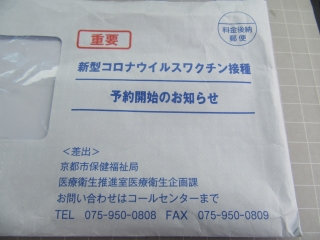 重要
料金後納
郵便
新型コロナウイルスワクチン接種
予約開始のお知らせ
<差出>
京都市保健福祉局
医療衛生推進室医療衛生企画課
お問い合わせはコールセンターまで
TEL 075-950-0808 FAX 075-950-0809